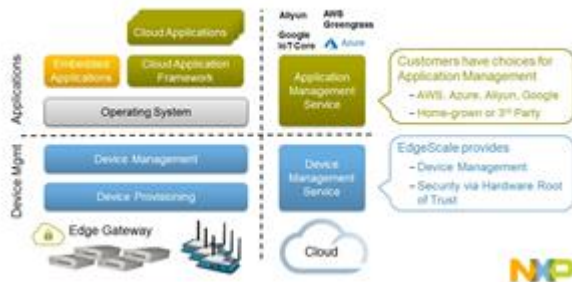 Applications
Cloud Applications
Embedded
Applications
Cloud Application
Framework
Operating System
Aliyun
AWS
Greengrass
Google
IoT Core
Azure
Application
Management
Service
Customers have choices for
Application Management
– AWS, Azure, Aliyun, Google
– Home-grown or 3rd Party
Device Mgmt
Device Management
Device Provisioning
Edge Gateway
Device
Management
Service
Cloud
EdgeScale provides
– Device Management
– Security via Hardware Root
of Trust
NXP